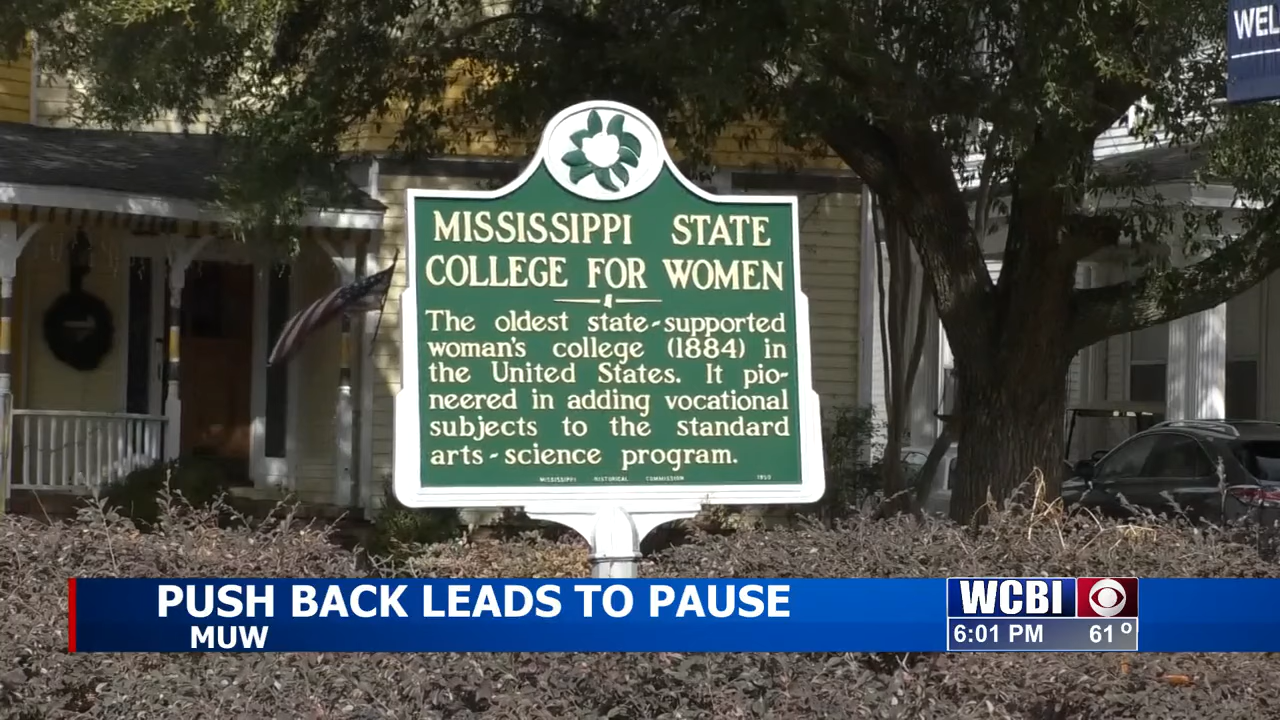 WEL
MISSISSIPPI STATE
COLLEGE FOR WOMEN
The oldest state-supported
woman's college (1884) in
the United States. It pio-
neered in adding vocational
subjects to the standard
arts-science program.
MISSISSIPPI HISTORICAL COMMISSION 1950
PUSH BACK LEADS TO PAUSE
MUW
WCBI
6:01 PM 61°